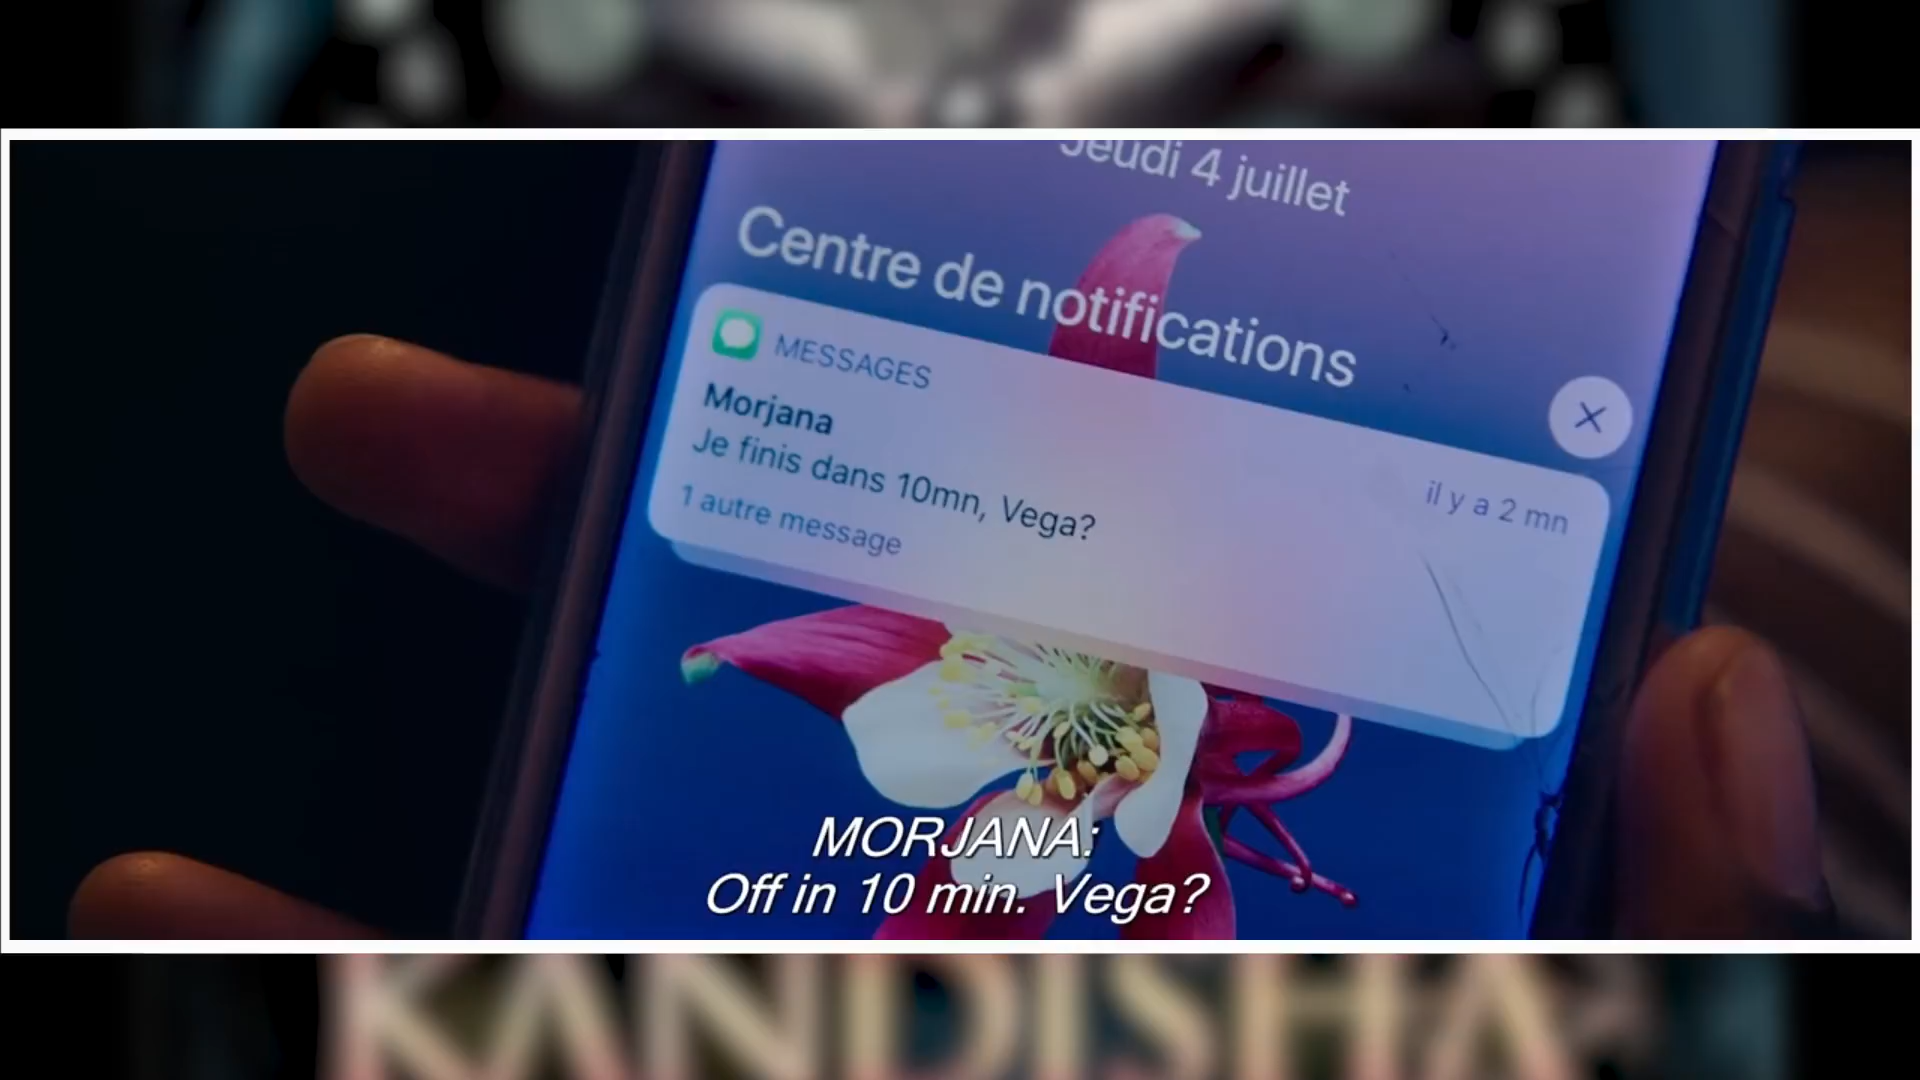 Jeudi 4 juillet
Centre de notifications
MESSAGES
Morjana
il y a 2 mn
Je finis dans 10mn, Vega?
1 autre message
MORJANA:
Off in 10 min. Vega?
KANDISHA